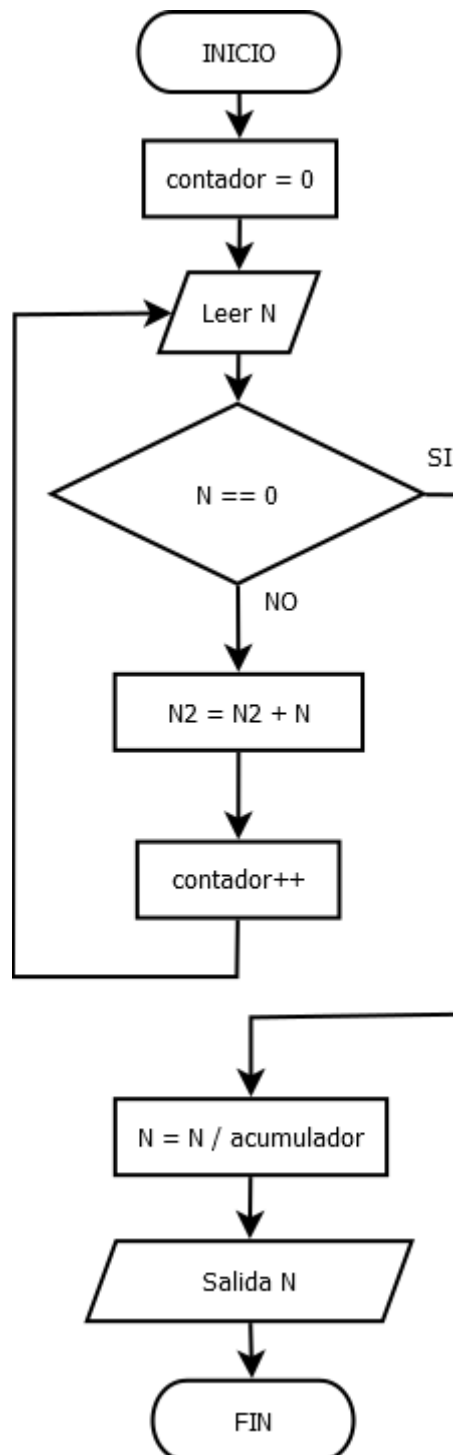 INICIO
contador = 0
Leer N
N == 0
SI
NO
N2 = N2 + N
contador++
N = N / acumulador
Salida N
FIN